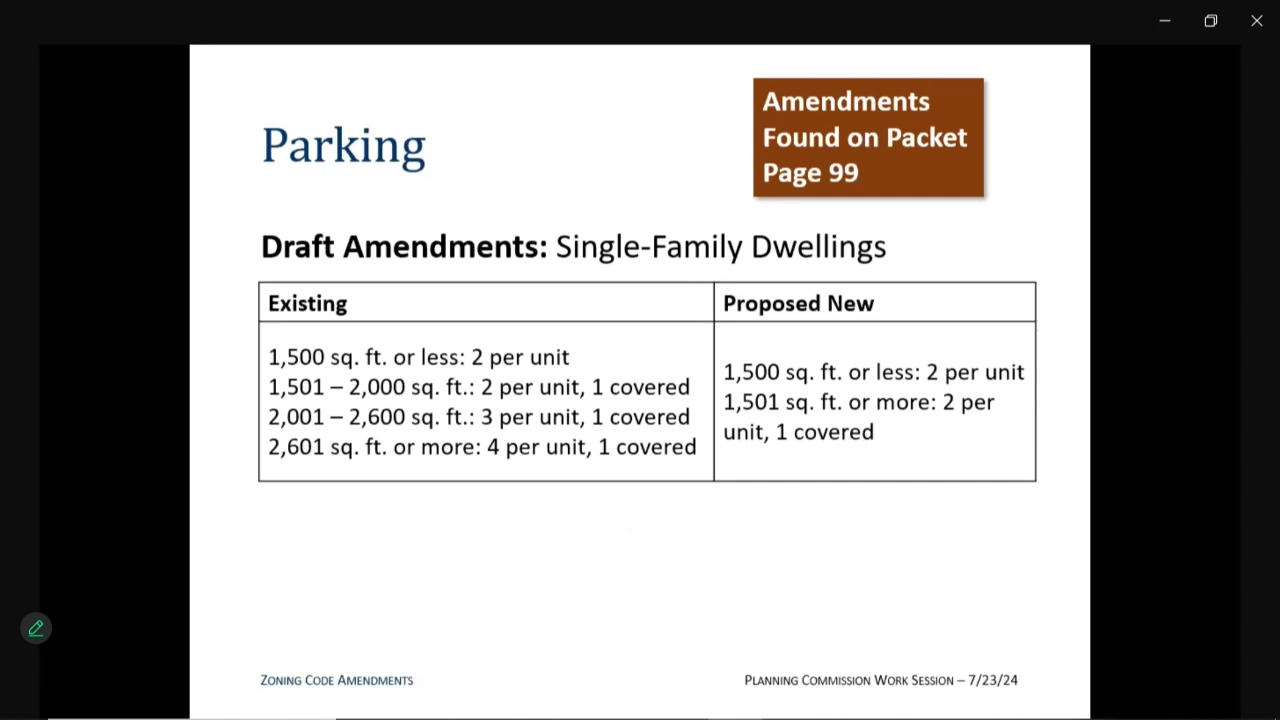 Parking
Amendments
Found on Packet
Page 99
Draft Amendments: Single-Family Dwellings
Existing
Proposed New
1,500 sq. ft. or less: 2 per unit
1,501 – 2,000 sq. ft.: 2 per unit, 1 covered
2,001 – 2,600 sq. ft.: 3 per unit, 1 covered
2,601 sq. ft. or more: 4 per unit, 1 covered
1,500 sq. ft. or less: 2 per unit
1,501 sq. ft. or more: 2 per
unit, 1 covered
ZONING CODE AMENDMENTS
PLANNING COMMISSION WORK SESSION – 7/23/24